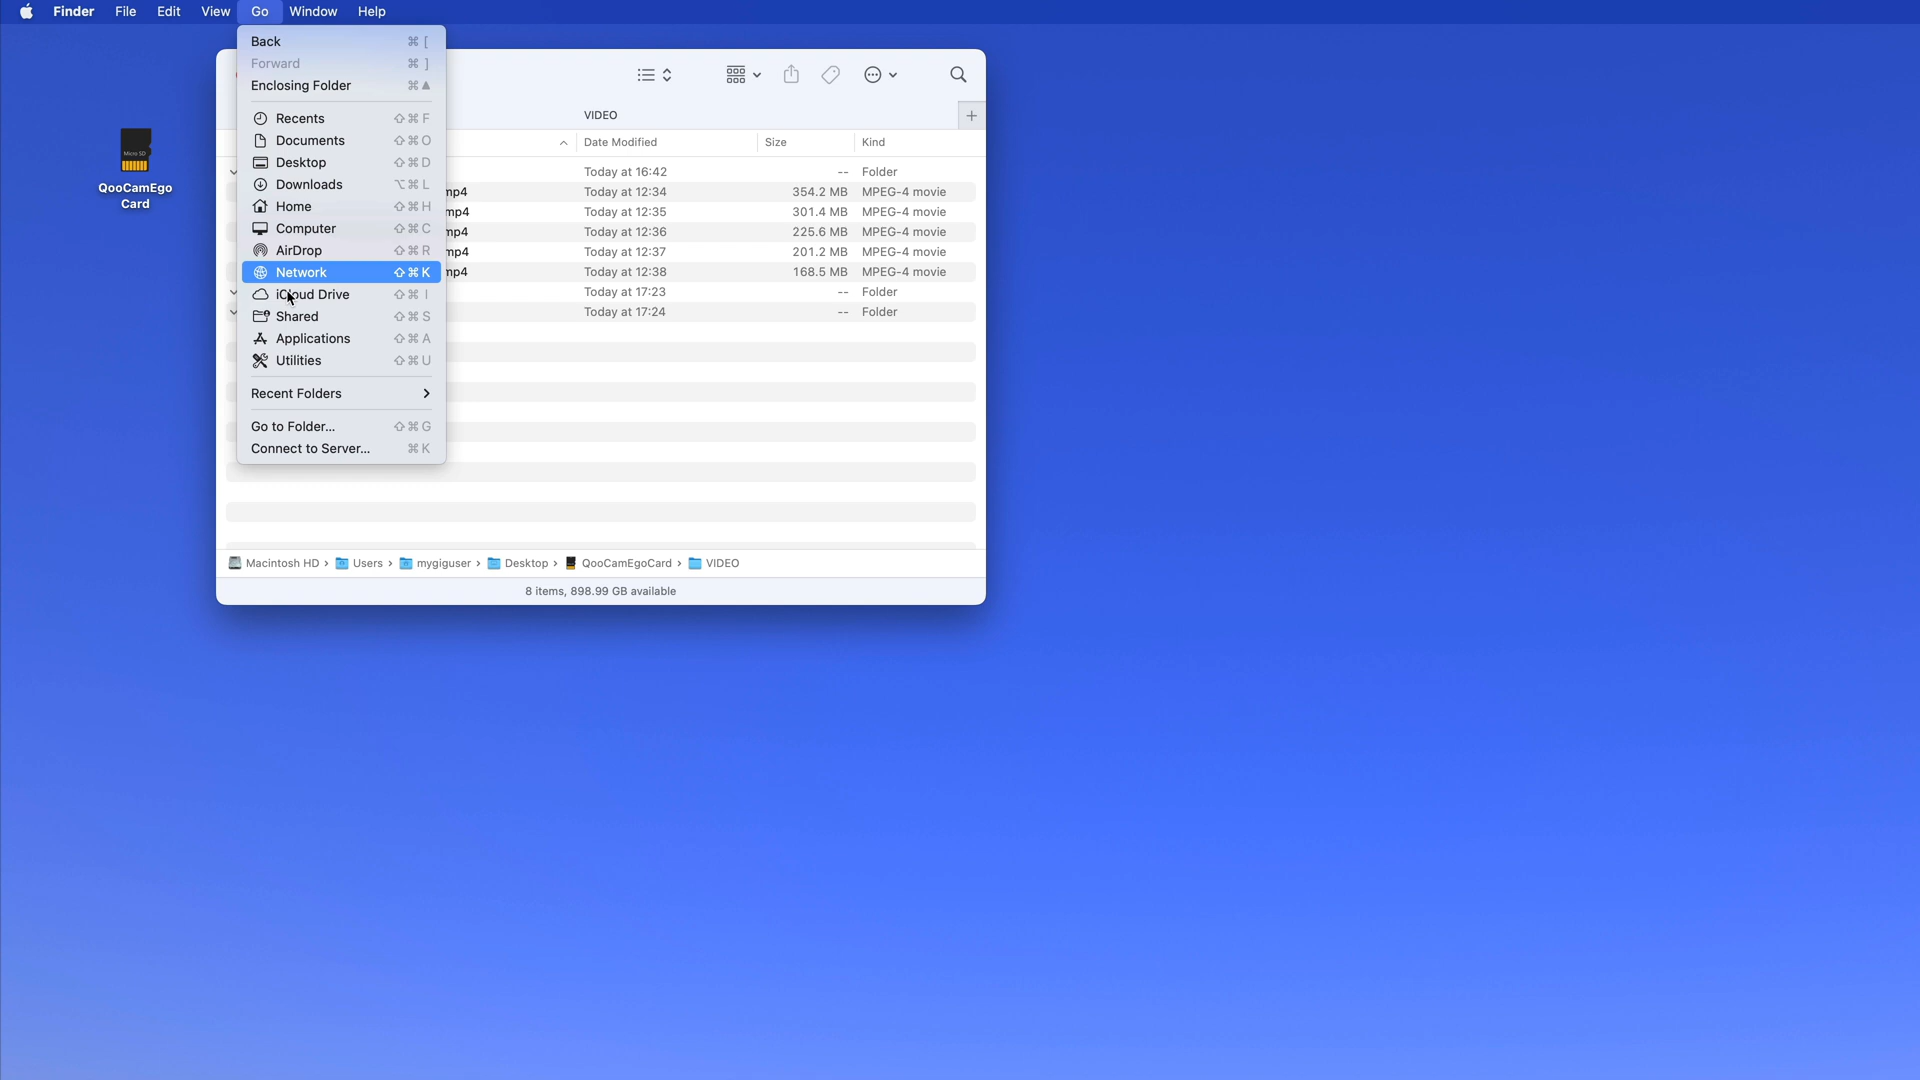 Finder File Edit View Go Window Help
Back ⌘ [
Forward ⌘ ]
Enclosing Folder ⌘▲
Recents ⇧⌘F
Documents ⇧⌘O
Desktop ⇧⌘D
Downloads ⌥⌘L
Home ⇧⌘H
Computer ⇧⌘C
AirDrop ⇧⌘R
Network ⇧⌘K
iCloud Drive ⇧⌘I
Shared ⇧⌘S
Applications ⇧⌘A
Utilities ⇧⌘U
Recent Folders
Go to Folder... ⇧⌘G
Connect to Server... ⌘K
Micro SD
QooCamEgo
Card
VIDEO +
Date Modified Size Kind
Today at 16:42 -- Folder
mp4 Today at 12:34 354.2 MB MPEG-4 movie
mp4 Today at 12:35 301.4 MB MPEG-4 movie
mp4 Today at 12:36 225.6 MB MPEG-4 movie
mp4 Today at 12:37 201.2 MB MPEG-4 movie
mp4 Today at 12:38 168.5 MB MPEG-4 movie
Today at 17:23 -- Folder
Today at 17:24 -- Folder
Macintosh HD › Users › mygiguser › Desktop › QooCamEgoCard › VIDEO
8 items, 898.99 GB available